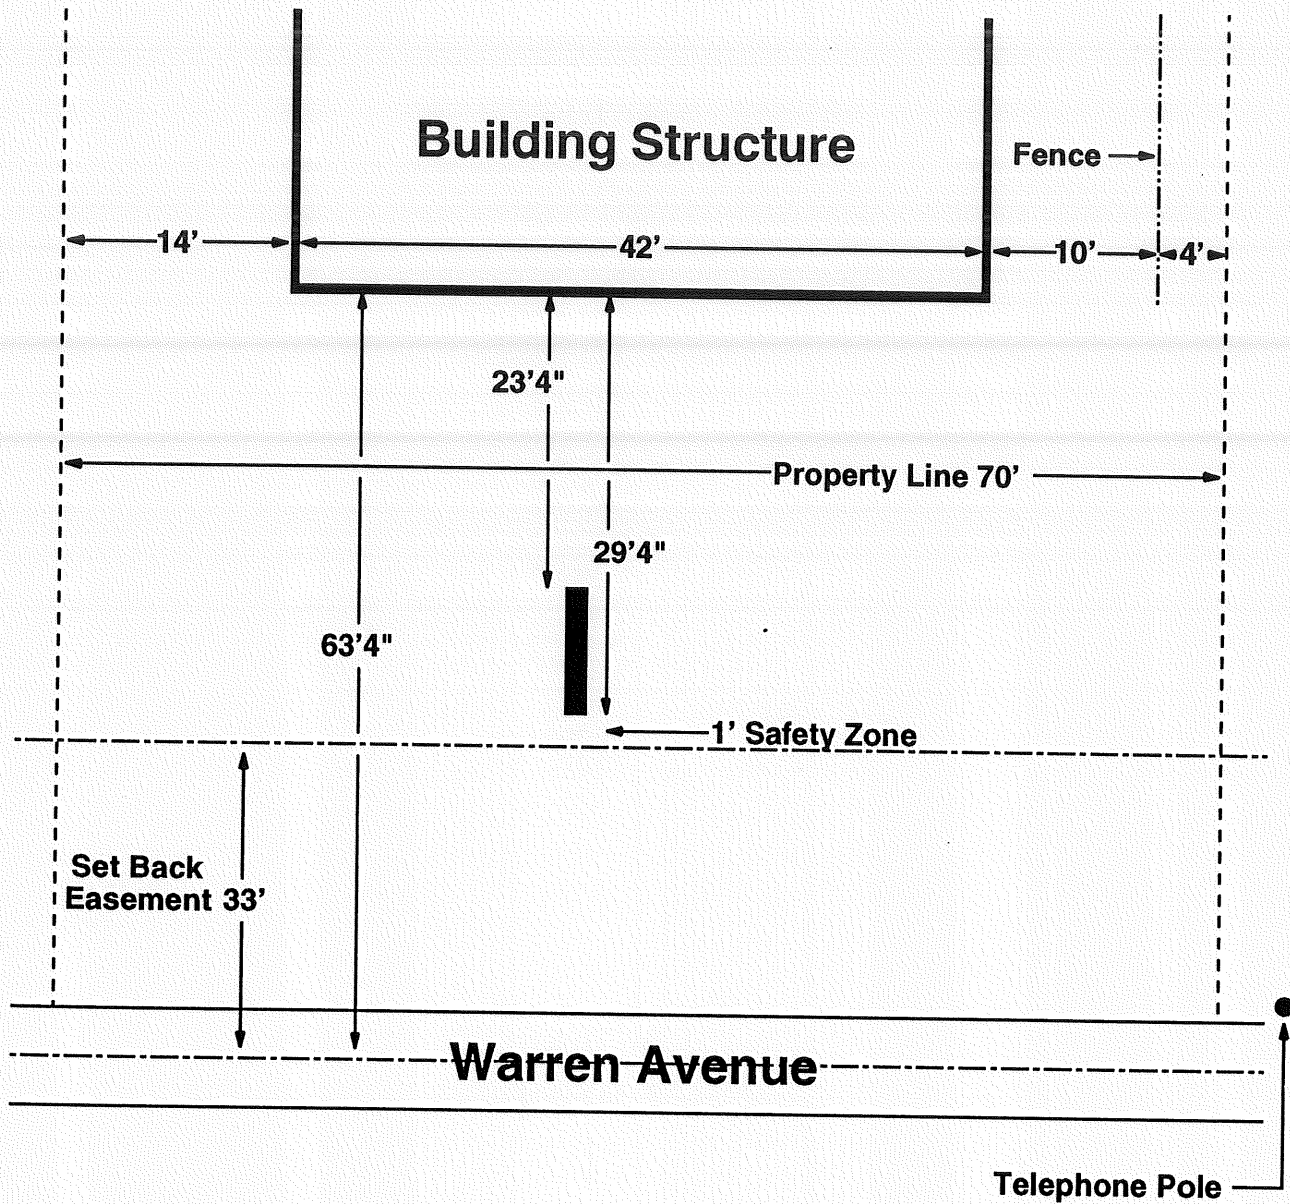 Building Structure
Fence
14'
42'
10'
4'
23'4"
Property Line 70'
29'4"
63'4"
1' Safety Zone
Set Back
Easement 33'
Warren Avenue
Telephone Pole